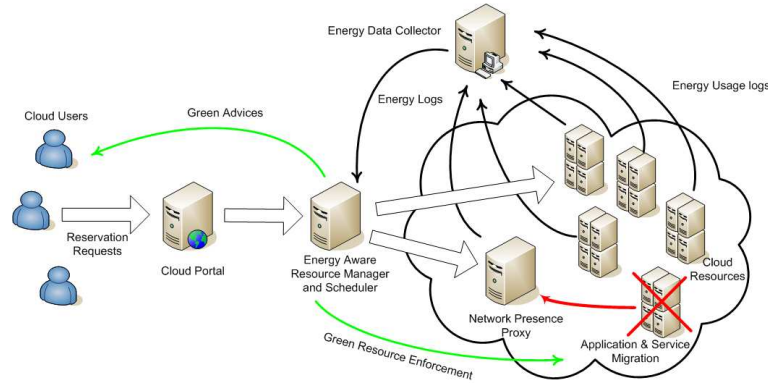 Energy Data Collector
Energy Usage logs
Energy Logs
Green Advices
Cloud Users
Reservation
Requests
Cloud Portal
Energy Aware
Resource Manager
and Scheduler
Network Presence
Proxy
Cloud
Resources
Application & Service
Migration
Green Resource Enforcement